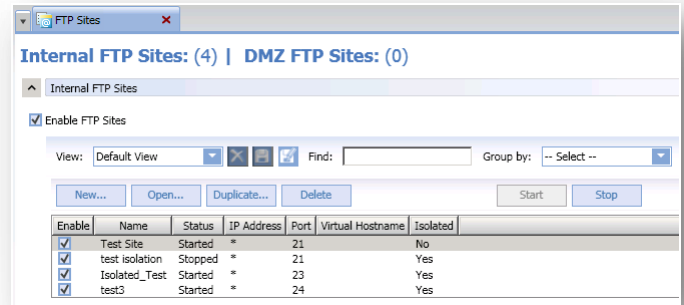 FTP Sites
Internal FTP Sites: (4) | DMZ FTP Sites: (0)
Internal FTP Sites
Enable FTP Sites
View: Default View Find: Group by: -- Select --
New... Open... Duplicate... Delete Start Stop
Enable Name Status IP Address Port Virtual Hostname Isolated
Test Site Started * 21 No
test isolation Stopped * 21 Yes
Isolated_Test Started * 23 Yes
test3 Started * 24 Yes